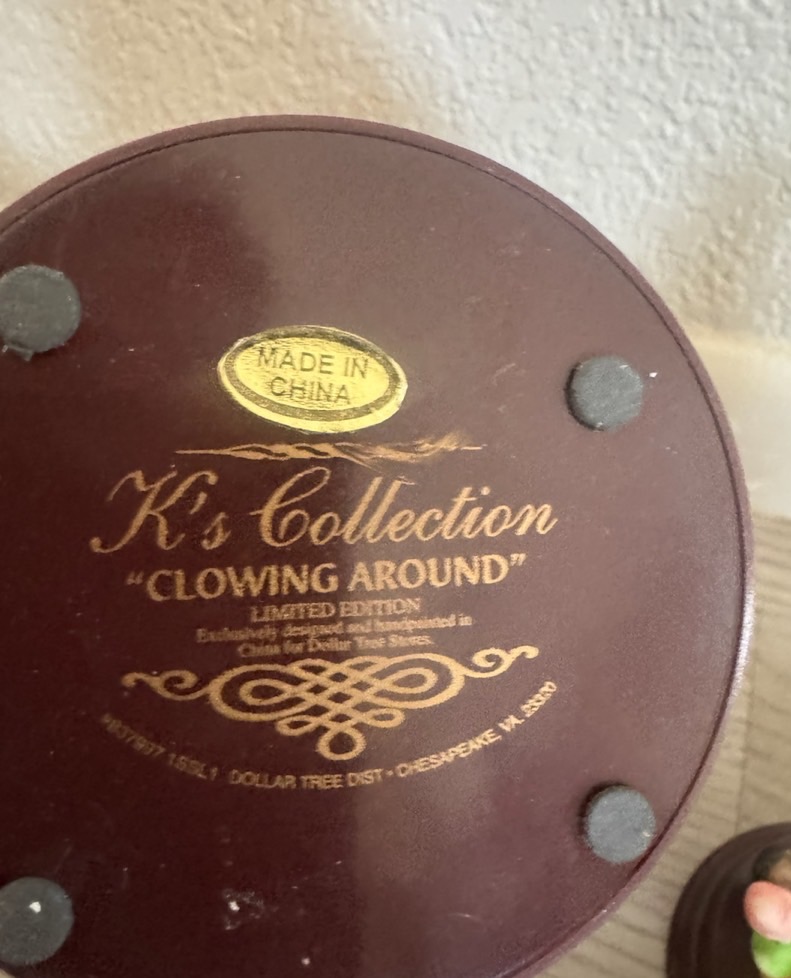 MADE IN
CHINA
K's Collection
"CLOWING AROUND"
LIMITED EDITION
Exclusively designed and handpainted in
China for Dollar Tree Stores.
DOLLAR TREE DIST • CHESAPEAKE, VA.